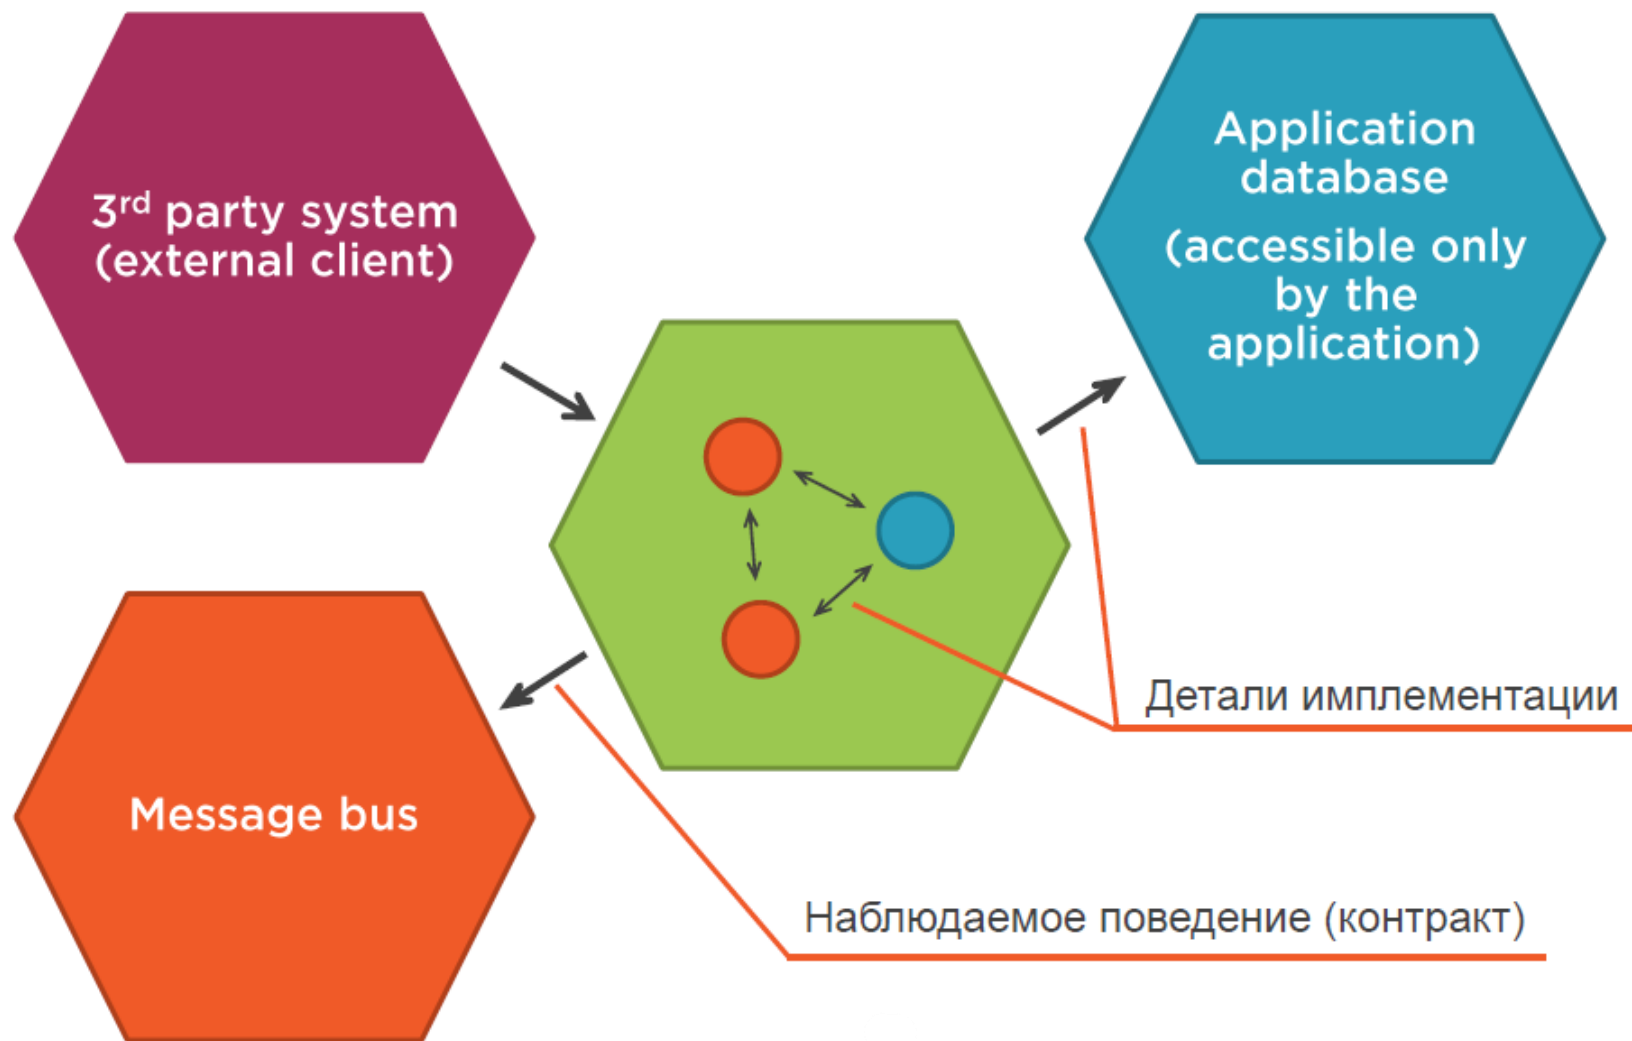 3rd party system
(external client)
Application
database
(accessible only
by the
application)
Детали имплементации
Message bus
Наблюдаемое поведение (контракт)